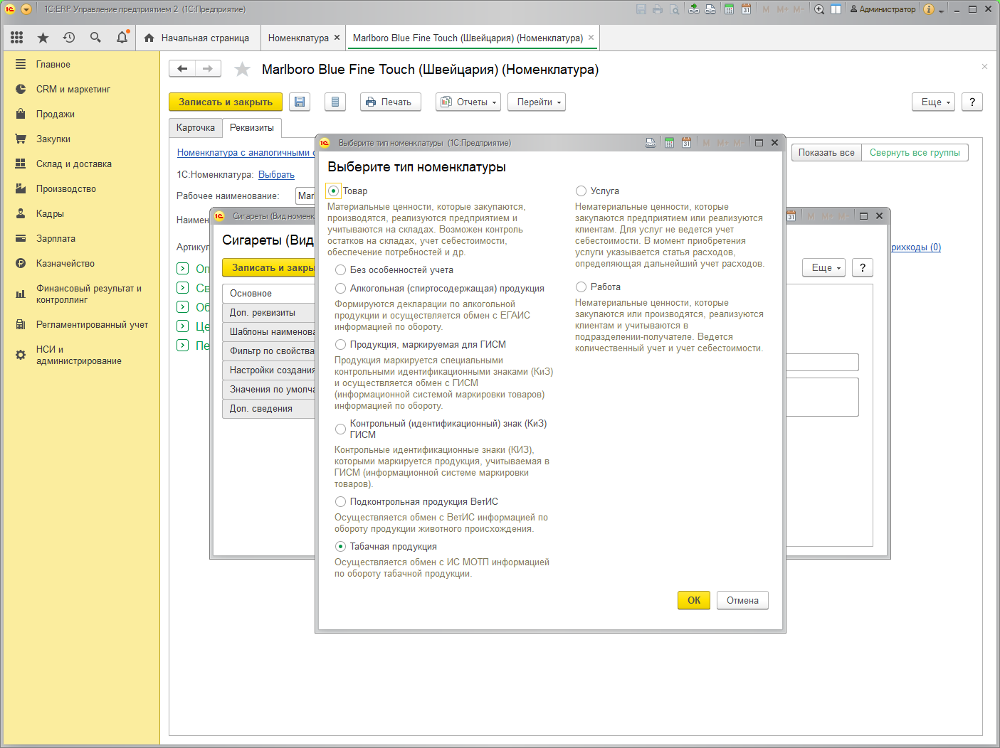 1С:ERP Управление предприятием 2 (1С:Предприятие)
M M+ M-
Администратор
Начальная страница
Номенклатура
Marlboro Blue Fine Touch (Швейцария) (Номенклатура)
Главное
CRM и маркетинг
Продажи
Закупки
Склад и доставка
Производство
Кадры
Зарплата
Казначейство
Финансовый результат и
контроллинг
Регламентированный учет
НСИ и
администрирование
Marlboro Blue Fine Touch (Швейцария) (Номенклатура)
Записать и закрыть
Печать
Отчеты
Перейти
Еще
?
Карточка
Реквизиты
Номенклатура с аналогичными с
Показать все
Свернуть все группы
1С:Номенклатура: Выбрать
Рабочее наименование:
Mar
Наимен
Артикул
рихкоды (0)
Оп
Св
Об
Це
Пе
Сигареты (Вид номенк
31
M M+ M-
Сигареты (Вид
Записать и закры
Еще
?
Основное
Доп. реквизиты
Шаблоны наименова
Фильтр по свойства
Настройки создания
Значения по умолча
Доп. сведения
Выберите тип номенклатуры (1С:Предприятие)
31
M M+ M-
Выберите тип номенклатуры
Товар
Материальные ценности, которые закупаются,
производятся, реализуются предприятием и
учитываются на складах. Возможен контроль
остатков на складах, учет себестоимости,
обеспечение потребностей и др.
Без особенностей учета
Алкогольная (спиртосодержащая) продукция
Формируются декларации по алкогольной
продукции и осуществляется обмен с ЕГАИС
информацией по обороту.
Продукция, маркируемая для ГИСМ
Продукция маркируется специальными
контрольными идентификационными знаками (КиЗ)
и осуществляется обмен с ГИСМ
(информационной системой маркировки товаров)
информацией по обороту.
Контрольный (идентификационный) знак (КиЗ)
ГИСМ
Контрольные идентификационные знаки (КИЗ),
которыми маркируется продукция, учитываемая в
ГИСМ (информационной системе маркировки
товаров).
Подконтрольная продукция ВетИС
Осуществляется обмен с ВетИС информацией по
обороту продукции животного происхождения.
Табачная продукция
Осуществляется обмен с ИС МОТП информацией
по обороту табачной продукции.
Услуга
Нематериальные ценности, которые
закупаются предприятием или реализуются
клиентам. Для услуг не ведется учет
себестоимости. В момент приобретения
услуги указывается статья расходов,
определяющая дальнейший учет расходов.
Работа
Нематериальные ценности, которые
закупаются или производятся, реализуются
клиентам и учитываются в
подразделении-получателе. Ведется
количественный учет и учет себестоимости.
ОК
Отмена